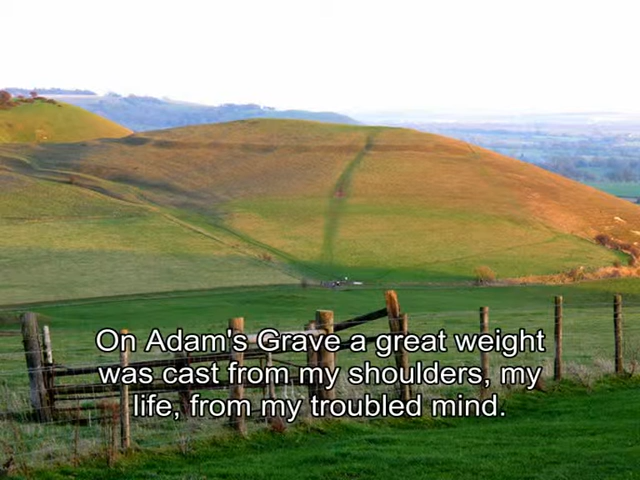 On Adam's Grave a great weight
was cast from my shoulders, my
life, from my troubled mind.